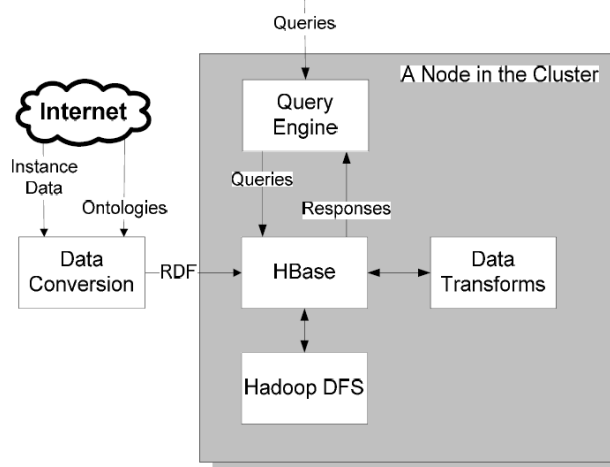 Queries
A Node in the Cluster
Query
Engine
Internet
Instance
Data
Ontologies
Queries
Responses
Data
Conversion
RDF
HBase
Data
Transforms
Hadoop DFS